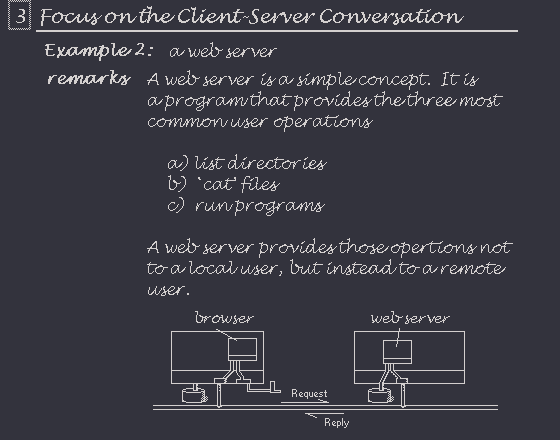 3 Focus on the Client-Server Conversation
Example 2: a web server
remarks A web server is a simple concept. It is
a program that provides the three most
common user operations
a) list directories
b) `cat' files
c) run programs
A web server provides those opertions not
to a local user, but instead to a remote
user.
browser web server
Request
Reply